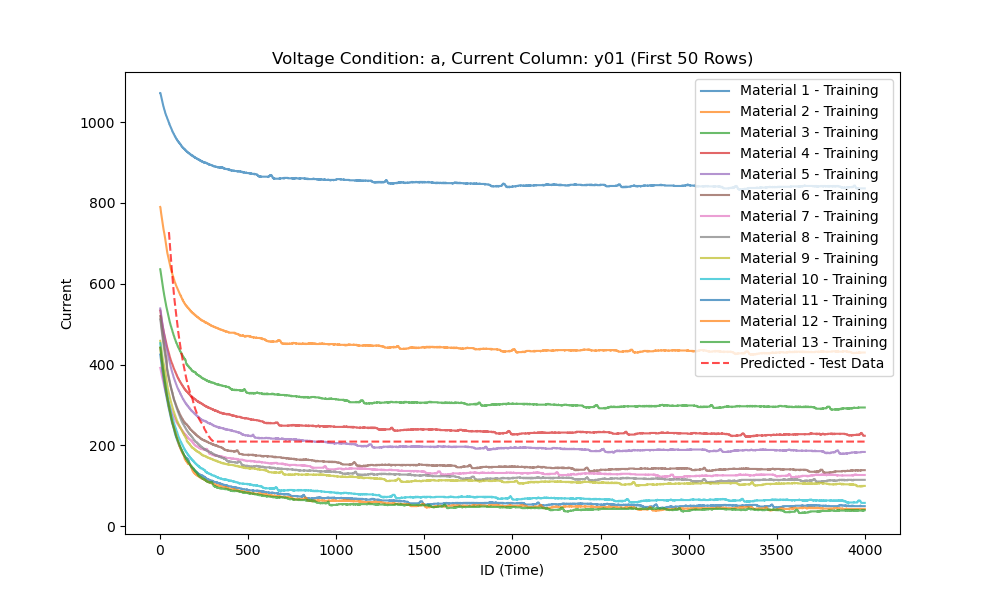 Voltage Condition: a, Current Column: y01 (First 50 Rows)
Material 1 - Training
Material 2 - Training
Material 3 - Training
Material 4 - Training
Material 5 - Training
Material 6 - Training
Material 7 - Training
Material 8 - Training
Material 9 - Training
Material 10 - Training
Material 11 - Training
Material 12 - Training
Material 13 - Training
Predicted - Test Data
Current
1000
800
600
400
200
0
0 500 1000 1500 2000 2500 3000 3500 4000
ID (Time)